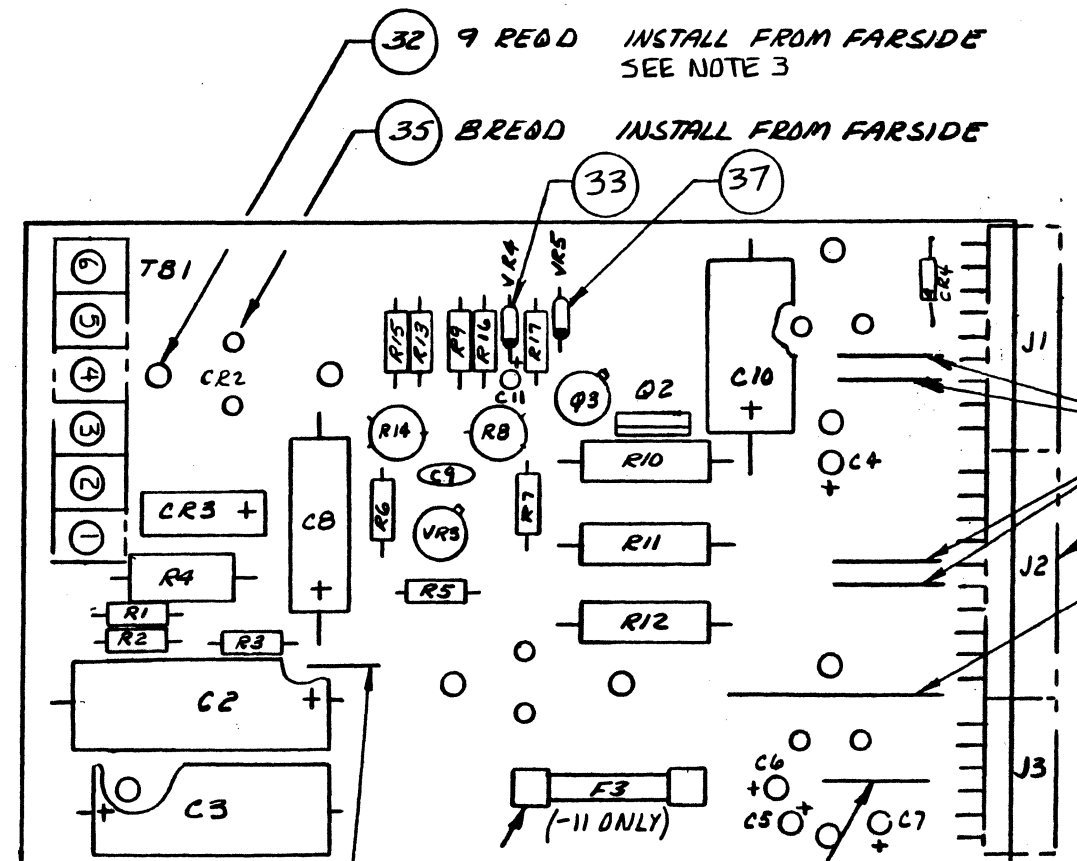 32 9 REQD INSTALL FROM FARSIDE
SEE NOTE 3
35 8 REQD INSTALL FROM FARSIDE
33
37
6
5
4
3
2
1
TB1
CR2
R15
R13
R9
R16
VR4
R17
VR5
+
C11
Q3
Q2
C10
+
CR4
J1
R14
R8
C9
R6
VR3
R7
R5
R10
R11
R12
C4
+
J2
CR3 +
C8
+
R4
R1
R2
R3
C2 +
+ C3
F3
(-11 ONLY)
C6
+
C5
+
C7
+
J3